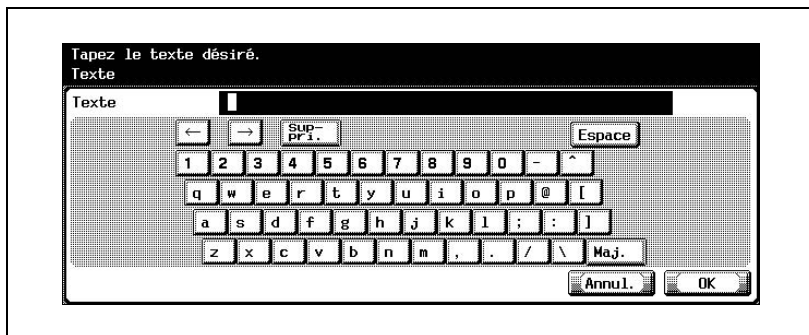 Tapez le texte désiré.
Texte
Texte
← → Sup-
pri. Espace
1 2 3 4 5 6 7 8 9 0 - ^
q w e r t y u i o p @ [
a s d f g h j k l ; : ]
z x c v b n m , . / \ Maj.
Annul. OK